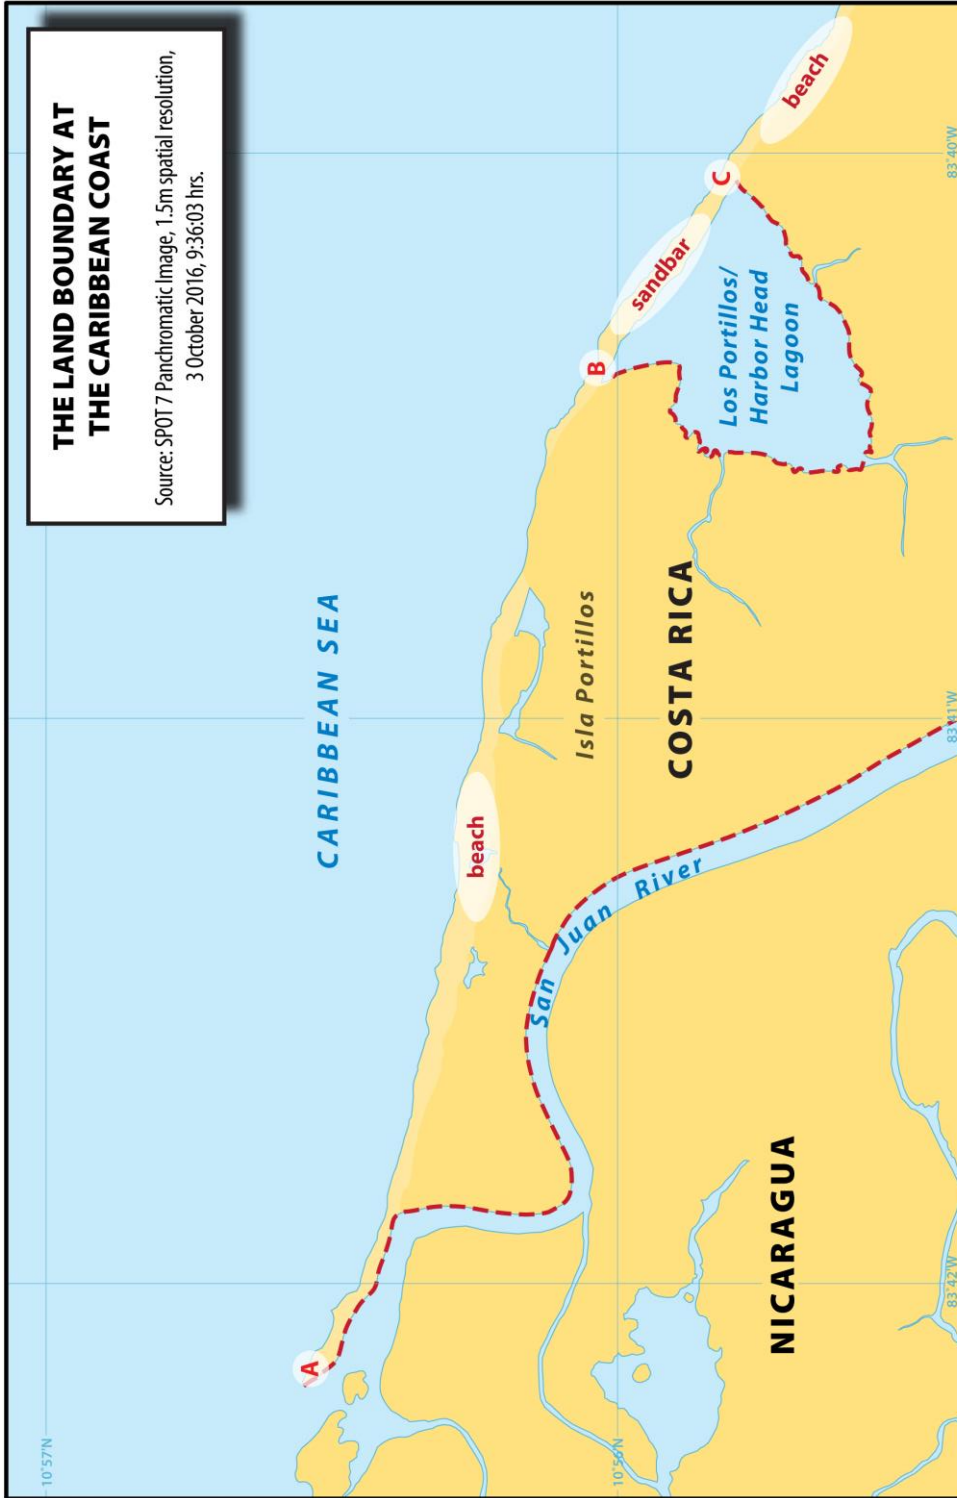 THE LAND BOUNDARY AT
THE CARIBBEAN COAST
Source: SPOT 7 Panchromatic Image, 1.5m spatial resolution,
3 October 2016, 9:36:03 hrs.
10°57'N
CARIBBEAN SEA
A
beach
B
sandbar
C
beach
Isla Portillos
10°56'N
San Juan River
COSTA RICA
Los Portillos/
Harbor Head
Lagoon
NICARAGUA
83°42'W
83°41'W
83°40'W